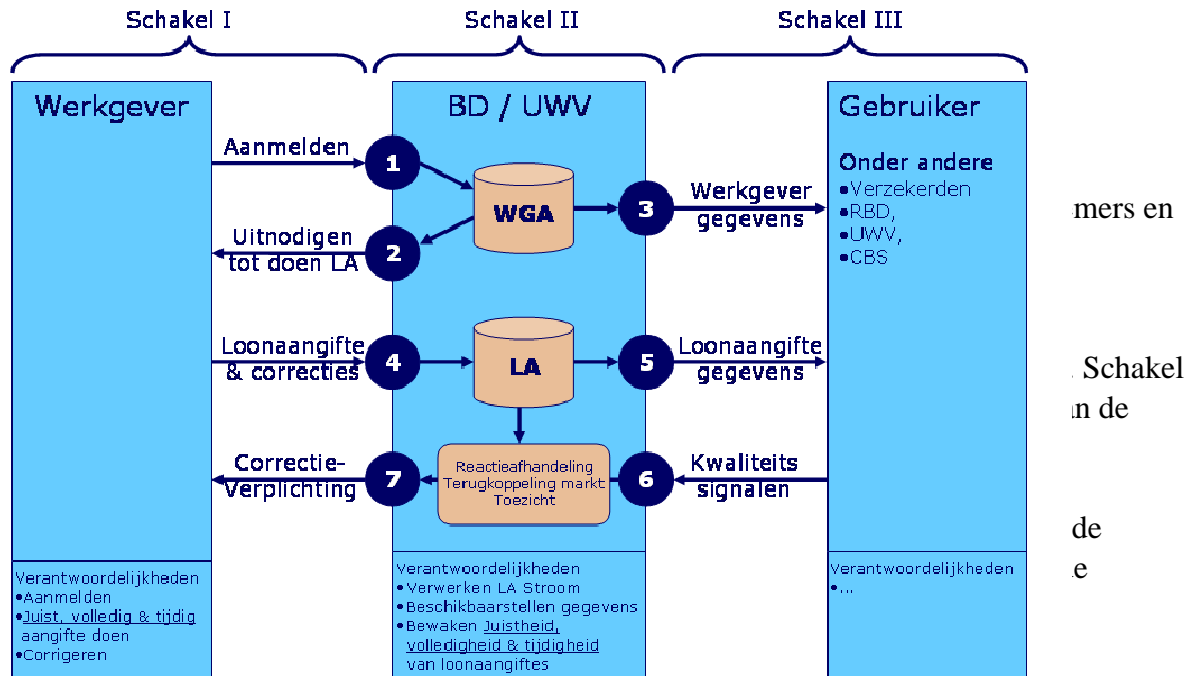 Schakel I
Schakel II
Schakel III
Werkgever
BD / UWV
Gebruiker
Aanmelden
1
WGA
3
Werkgever
gegevens
Onder andere
•Verzekerden
•RBD,
•UWV,
•CBS
Uitnodigen
tot doen LA
2
Loonaangifte
& correcties
4
LA
5
Loonaangifte
gegevens
Correctie-
Verplichting
7
Reactieafhandeling
Terugkoppeling markt
Toezicht
6
Kwaliteits
signalen
Verantwoordelijkheden
•Aanmelden
•Juist, volledig & tijdig
aangifte doen
•Corrigeren
Verantwoordelijkheden
•Verwerken LA Stroom
•Beschikbaarstellen gegevens
•Bewaken Juistheid,
volledigheid & tijdigheid
van loonaangiftes
Verantwoordelijkheden
•...
en
. Schakel
de
de